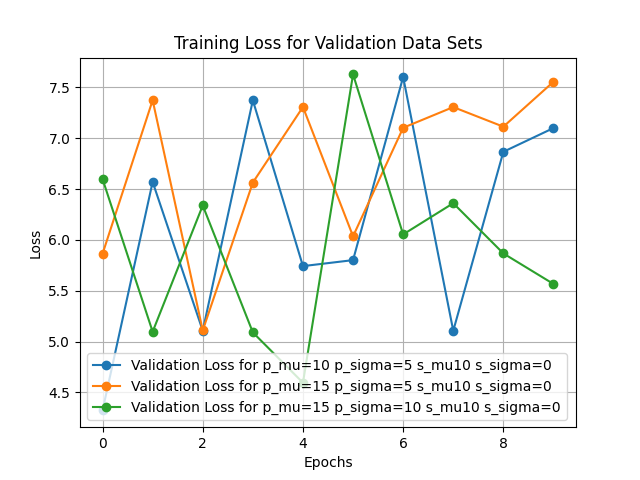 Training Loss for Validation Data Sets
Loss
7.5
7.0
6.5
6.0
5.5
5.0
4.5
Validation Loss for p_mu=10 p_sigma=5 s_mu10 s_sigma=0
Validation Loss for p_mu=15 p_sigma=5 s_mu10 s_sigma=0
Validation Loss for p_mu=15 p_sigma=10 s_mu10 s_sigma=0
0 2 4 6 8
Epochs